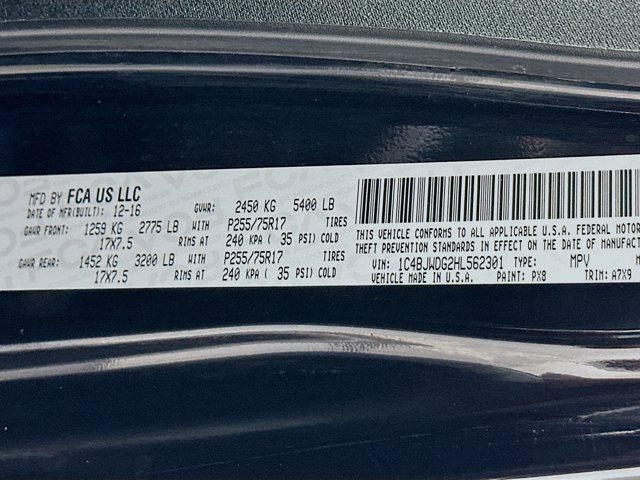 MFD BY FCA US LLC
DATE OF MFR(BUILT): 12-16 GVWR: 2450 KG 5400 LB
GAWR FRONT: 1259 KG 2775 LB WITH P255/75R17 TIRES
17X7.5 RIMS AT 240 KPA ( 35 PSI) COLD
GAWR REAR: 1452 KG 3200 LB WITH P255/75R17 TIRES
17X7.5 RIMS AT 240 KPA ( 35 PSI) COLD
THIS VEHICLE CONFORMS TO ALL APPLICABLE U.S.A. FEDERAL MOTOR
THEFT PREVENTION STANDARDS IN EFFECT ON THE DATE OF MANUFAC
VIN: 1C4BJWDG2HL562301 TYPE: MPV M
VEHICLE MADE IN U.S.A. PAINT: PX8 TRIM: A7X9